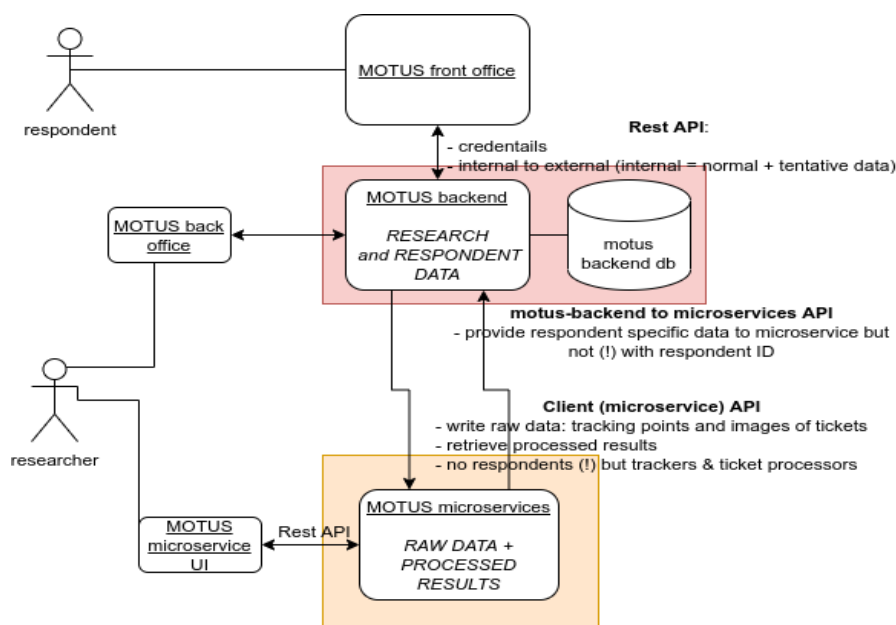 MOTUS front office
respondent
Rest API:
- credentails
- internal to external (internal = normal + tentative data)
MOTUS backend
RESEARCH
and RESPONDENT
DATA
motus
backend db
MOTUS back
office
motus-backend to microservices API
- provide respondent specific data to microservice but
not (!) with respondent ID
Client (microservice) API
- write raw data: tracking points and images of tickets
- retrieve processed results
- no respondents (!) but trackers & ticket processors
researcher
MOTUS
microservice
UI
Rest API
MOTUS microservices
RAW DATA +
PROCESSED
RESULTS